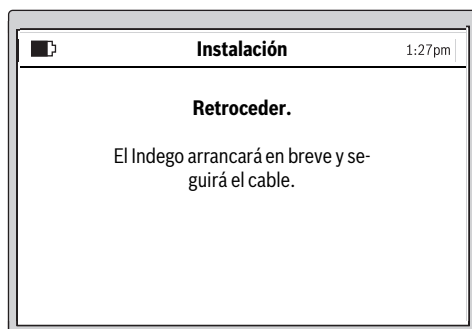 Instalación 1:27pm
Retroceder.
El Indego arrancará en breve y se-
guirá el cable.